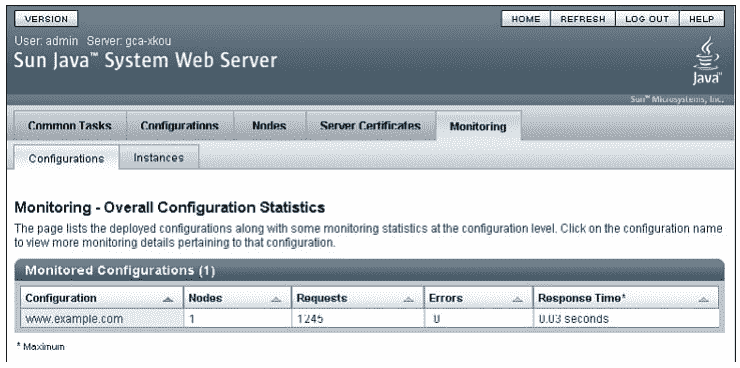 VERSION HOME REFRESH LOG OUT HELP
User: admin Server: gca-xkou
Sun Java™ System Web Server
Java™
Sun™ Microsystems, Inc.
Common Tasks Configurations Nodes Server Certificates Monitoring
Configurations Instances
Monitoring - Overall Configuration Statistics
The page lists the deployed configurations along with some monitoring statistics at the configuration level. Click on the configuration name
to view more monitoring details pertaining to that configuration.
Monitored Configurations (1)
Configuration Nodes Requests Errors Response Time*
www.example.com 1 1245 0 0.03 seconds
* Maximum